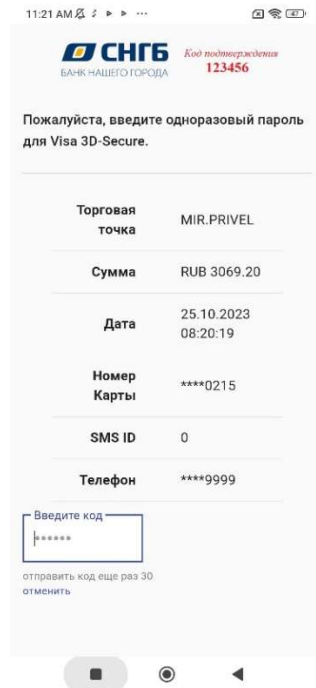 11:21 AM
47
СНГБ
БАНК НАШЕГО ГОРОДА
Код подтверждения
123456
Пожалуйста, введите одноразовый пароль
для Visa 3D-Secure.
Торговая
точка
MIR.PRIVEL
Сумма
RUB 3069.20
Дата
25.10.2023
08:20:19
Номер
Карты
****0215
SMS ID
0
Телефон
****9999
Введите код
******
отправить код еще раз 30
отменить